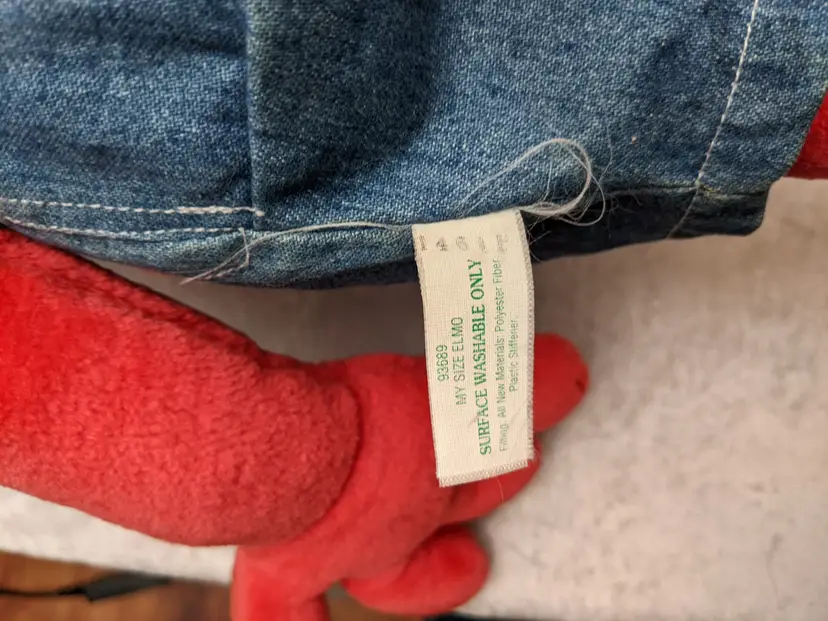 93689
MY SIZE ELMO
SURFACE WASHABLE ONLY
Filling: All New Materials: Polyester Fiber
Plastic Stiffener